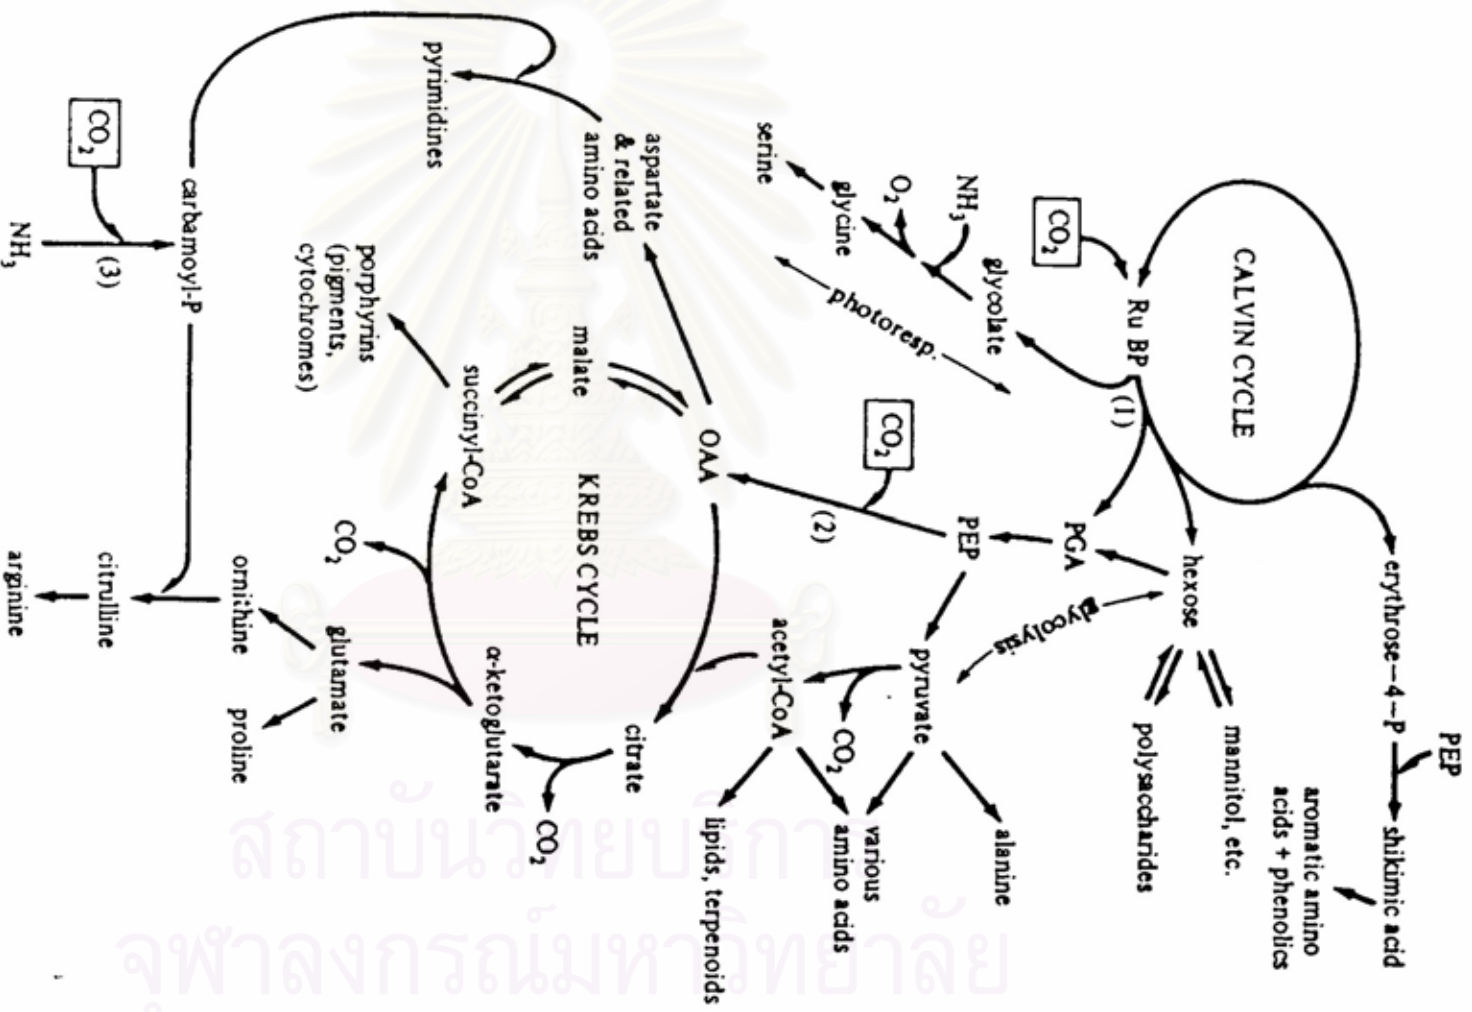 PEP
erythrose—4—P
shikimic acid
aromatic amino
acids + phenolics
CALVIN CYCLE
mannitol, etc.
hexose
polysaccharides
CO2
Ru BP
(1)
PGA
glycolysis
glycolate
NH3
photoresp.
PEP
alanine
O2
CO2
(2)
pyruvate
glycine
CO2
various
amino acids
serine
acetyl-CoA
OAA
lipids, terpenoids
aspartate
& related
amino acids
citrate
malate
KREBS CYCLE
CO2
α-ketoglutarate
succinyl-CoA
pyrimidines
porphyrins
(pigments,
cytochromes)
CO2
glutamate
ornithine
proline
carbamoyl-P
CO2
(3)
citrulline
NH3
arginine
สถาบันวิทยบริการ
จุฬาลงกรณ์มหาวิทยาลัย